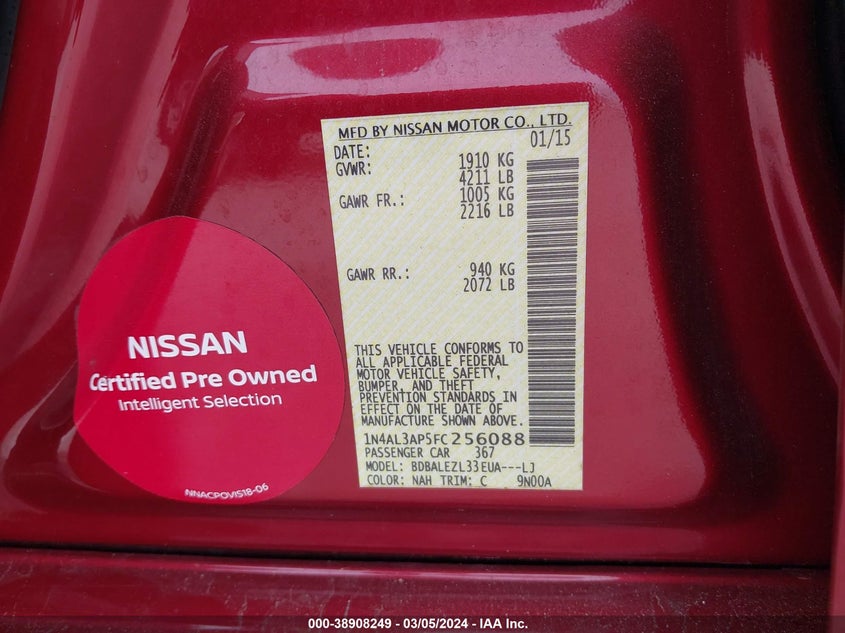 MFD BY NISSAN MOTOR CO., LTD.
DATE: 01/15
GVWR: 1910 KG
4211 LB
GAWR FR.: 1005 KG
2216 LB
GAWR RR.: 940 KG
2072 LB
THIS VEHICLE CONFORMS TO
ALL APPLICABLE FEDERAL
MOTOR VEHICLE SAFETY,
BUMPER, AND THEFT
PREVENTION STANDARDS IN
EFFECT ON THE DATE OF
MANUFACTURE SHOWN ABOVE.
1N4AL3AP5FC256088
PASSENGER CAR 367
MODEL: BDBALEZL33EUA---LJ
COLOR: NAH TRIM: C 9N00A
NISSAN
Certified Pre Owned
Intelligent Selection
NNACPOVIS18-06
000-38908249 — 03/05/2024 — IAA Inc.